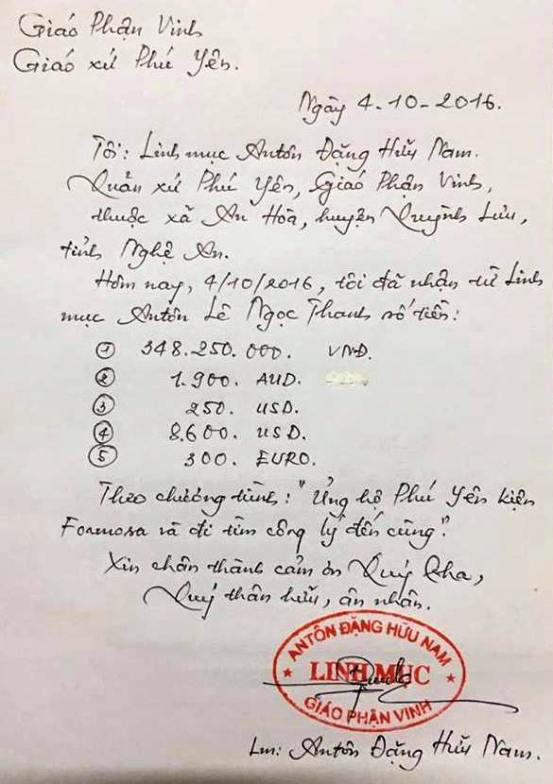 Giáo Phận Vinh
Giáo xứ Phú Yên.
Ngày 4-10-2016.
Tôi: Linh mục Antôn Đặng Hữu Nam.
Quản xứ Phú Yên, Giáo Phận Vinh,
thuộc xã An Hòa, huyện Quỳnh Lưu,
tỉnh Nghệ An.
Hôm nay, 4/10/2016, tôi đã nhận từ Linh
mục Antôn Lê Ngọc Thanh số tiền:
① 348.250.000. VNĐ.
② 1.900. AUD.
③ 250. USD.
④ 8.600. USD.
⑤ 300. EURO.
Theo chương trình: "Ủng hộ Phú Yên kiện
Formosa và đi tìm công lý đến cùng".
Xin chân thành cảm ơn Quý Cha,
Quý thân hữu, ân nhân.
ANTÔN ĐẶNG HỮU NAM
LINH MỤC
GIÁO PHẬN VINH
Lm: Antôn Đặng Hữu Nam.